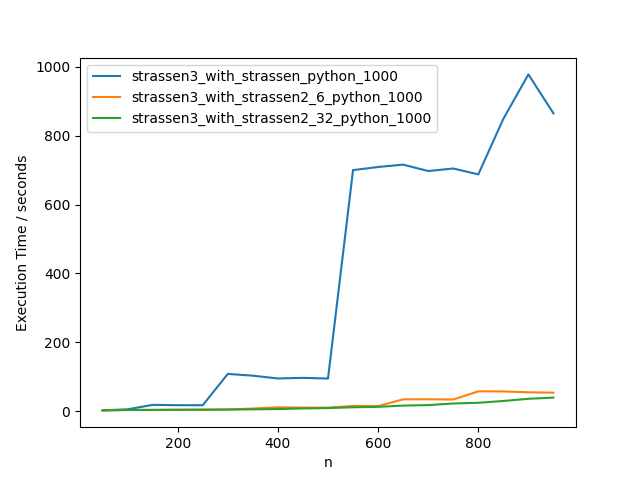 strassen3_with_strassen_python_1000
strassen3_with_strassen2_6_python_1000
strassen3_with_strassen2_32_python_1000
Execution Time / seconds
1000
800
600
400
200
0
200 400 600 800
n